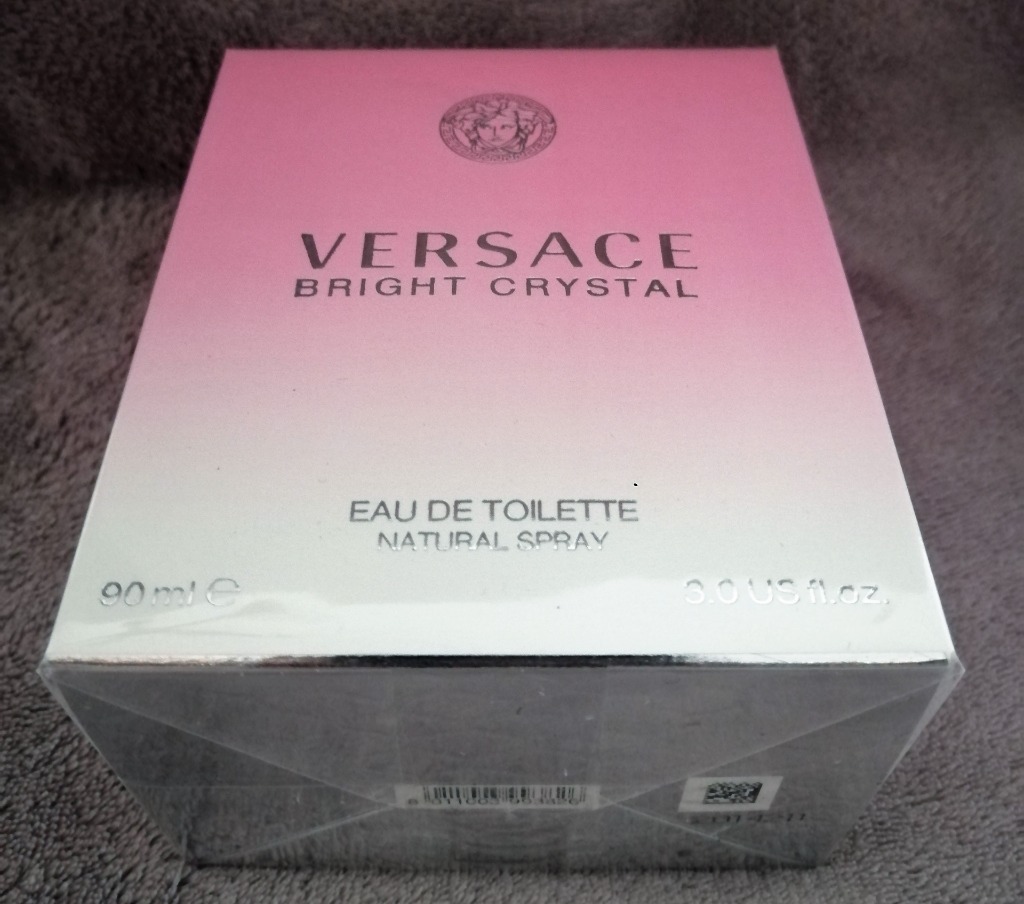 VERSACE
BRIGHT CRYSTAL
EAU DE TOILETTE
NATURAL SPRAY
90 ml ℮
3.0 US fl.oz.